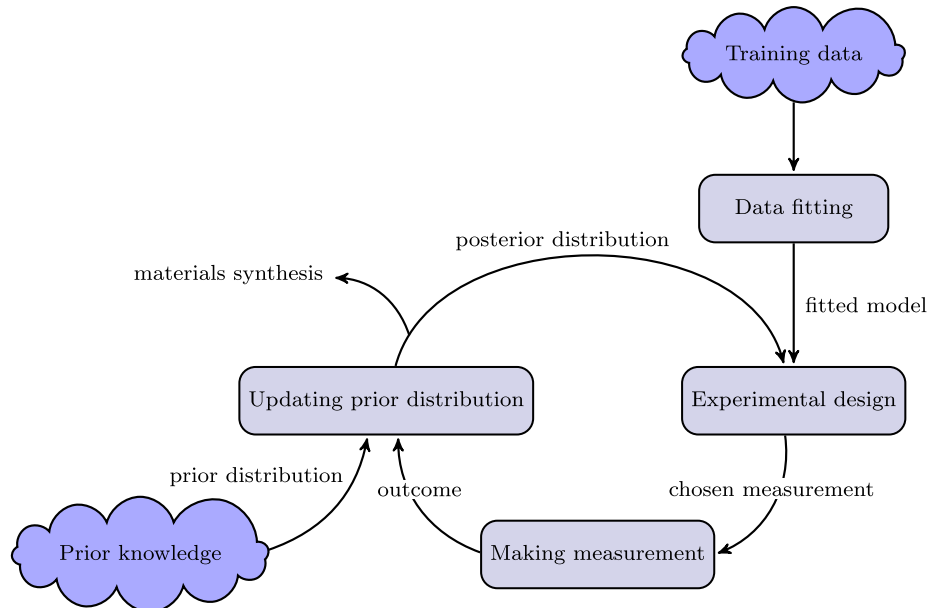 Training data
Data fitting
posterior distribution
materials synthesis
fitted model
Updating prior distribution
Experimental design
prior distribution
outcome
chosen measurement
Prior knowledge
Making measurement